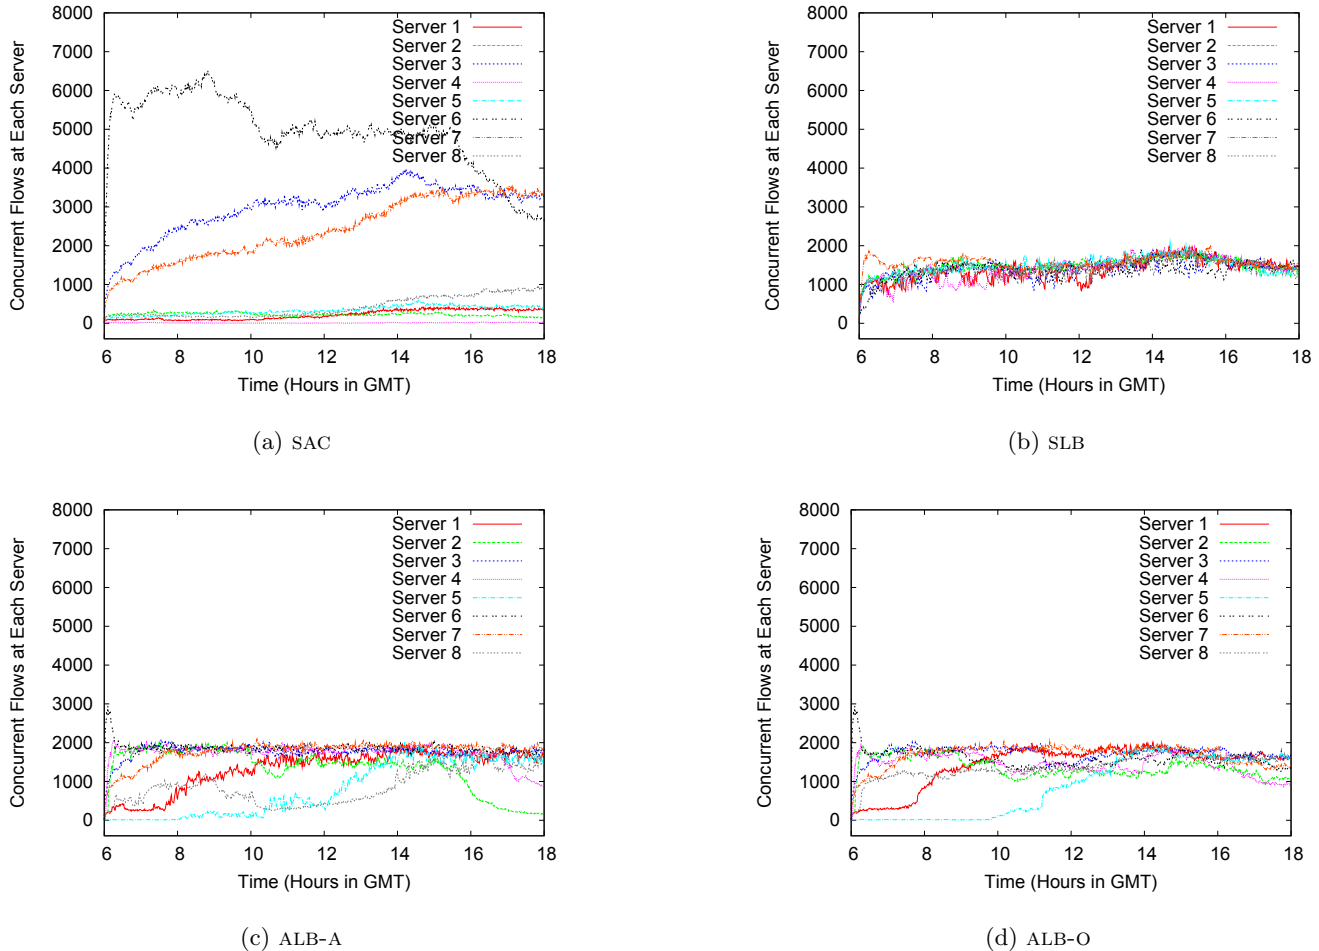 Concurrent Flows at Each Server
8000
7000
6000
5000
4000
3000
2000
1000
0
Server 1
Server 2
Server 3
Server 4
Server 5
Server 6
Server 7
Server 8
6 8 10 12 14 16 18
Time (Hours in GMT)
(a) SAC
Concurrent Flows at Each Server
8000
7000
6000
5000
4000
3000
2000
1000
0
Server 1
Server 2
Server 3
Server 4
Server 5
Server 6
Server 7
Server 8
6 8 10 12 14 16 18
Time (Hours in GMT)
(b) SLB
Concurrent Flows at Each Server
8000
7000
6000
5000
4000
3000
2000
1000
0
Server 1
Server 2
Server 3
Server 4
Server 5
Server 6
Server 7
Server 8
6 8 10 12 14 16 18
Time (Hours in GMT)
(c) ALB-A
Concurrent Flows at Each Server
8000
7000
6000
5000
4000
3000
2000
1000
0
Server 1
Server 2
Server 3
Server 4
Server 5
Server 6
Server 7
Server 8
6 8 10 12 14 16 18
Time (Hours in GMT)
(d) ALB-O